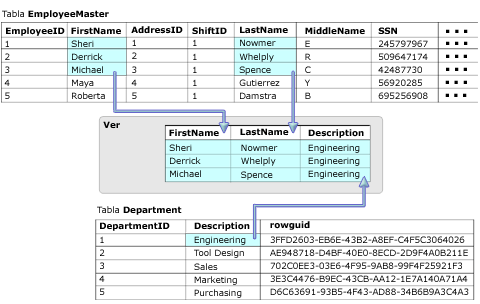 Tabla EmployeeMaster
EmployeeID FirstName AddressID ShiftID LastName MiddleName SSN ...
1 Sheri 1 1 Nowmer E 245797967 ...
2 Derrick 2 1 Whelply R 509647174 ...
3 Michael 3 1 Spence C 42487730 ...
4 Maya 4 1 Gutierrez Y 56920285 ...
5 Roberta 5 1 Damstra B 695256908 ...
Ver
FirstName LastName Description
Sheri Nowmer Engineering
Derrick Whelply Engineering
Michael Spence Engineering
Tabla Department
DepartmentID Description rowguid
1 Engineering 3FFD2603-EB6E-43B2-A8EF-C4F5C3064026
2 Tool Design AE948718-D4BF-40E0-8ECD-2D9F4A0B211E
3 Sales 702C0EE3-03E6-4F95-9AB8-99F4F25921F3
4 Marketing 3E3C4476-B9EC-43CB-AA12-1E7A140A71A4
5 Purchasing D6C63691-93B5-4F43-AD88-34B6B9A3C4A3